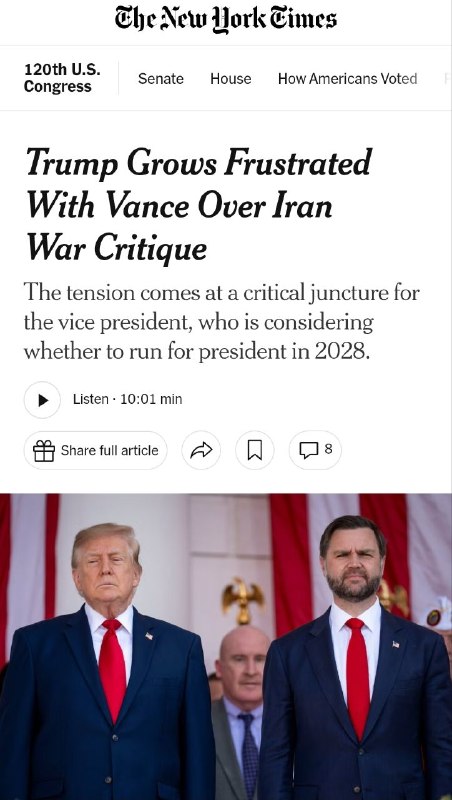 The New York Times
120th U.S.
Congress
Senate
House
How Americans Voted
Trump Grows Frustrated
With Vance Over Iran
War Critique
The tension comes at a critical juncture for
the vice president, who is considering
whether to run for president in 2028.
Listen · 10:01 min
Share full article
8